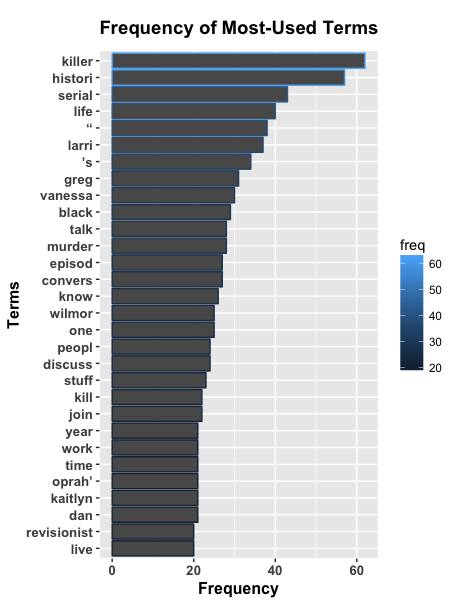 Frequency of Most-Used Terms
killer
histori
serial
life
“
larri
’s
greg
vanessa
black
talk
murder
episod
convers
know
wilmor
one
peopl
discuss
stuff
kill
join
year
work
time
oprah’
kaitlyn
dan
revisionist
live
Terms
0 20 40 60
Frequency
freq
60
50
40
30
20